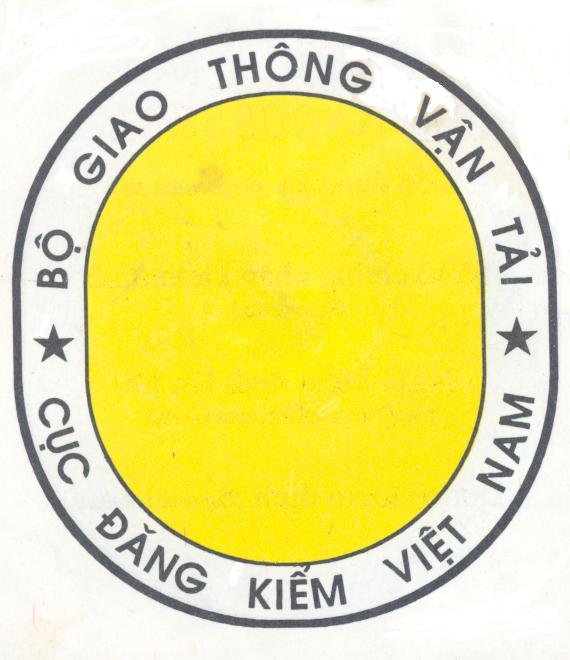 BỘ GIAO THÔNG VẬN TẢI
CỤC ĐĂNG KIỂM VIỆT NAM